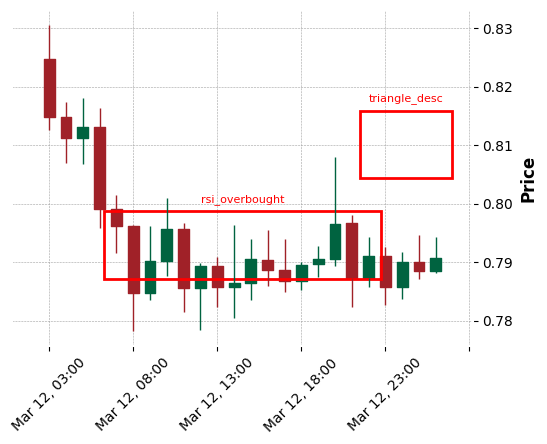 0.83
0.82
triangle_desc
0.81
rsi_overbought
0.80
0.79
0.78
Price
Mar 12, 03:00
Mar 12, 08:00
Mar 12, 13:00
Mar 12, 18:00
Mar 12, 23:00